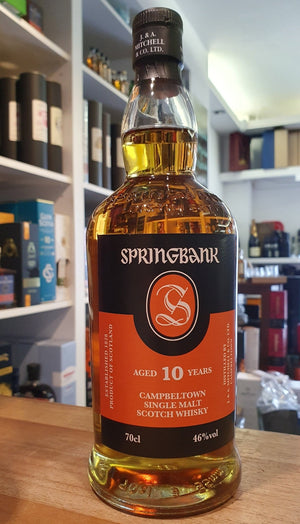 J. & A.
MITCHELL
& CO. LTD.
SPRINGBANK
S
AGED 10 YEARS
CAMPBELTOWN
SINGLE MALT
SCOTCH WHISKY
70cl
46%vol
ESTABLISHED 1828
PRODUCT OF SCOTLAND